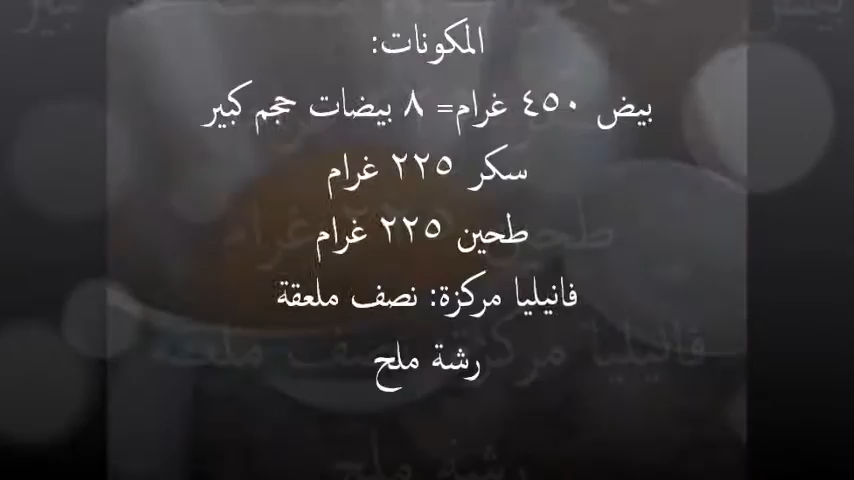 المكونات:
بيض ٤٥٠ غرام= ٨ بيضات حجم كبير
سكر ٢٢٥ غرام
طحين ٢٢٥ غرام
فانيليا مركزة: نصف ملعقة
رشة ملح